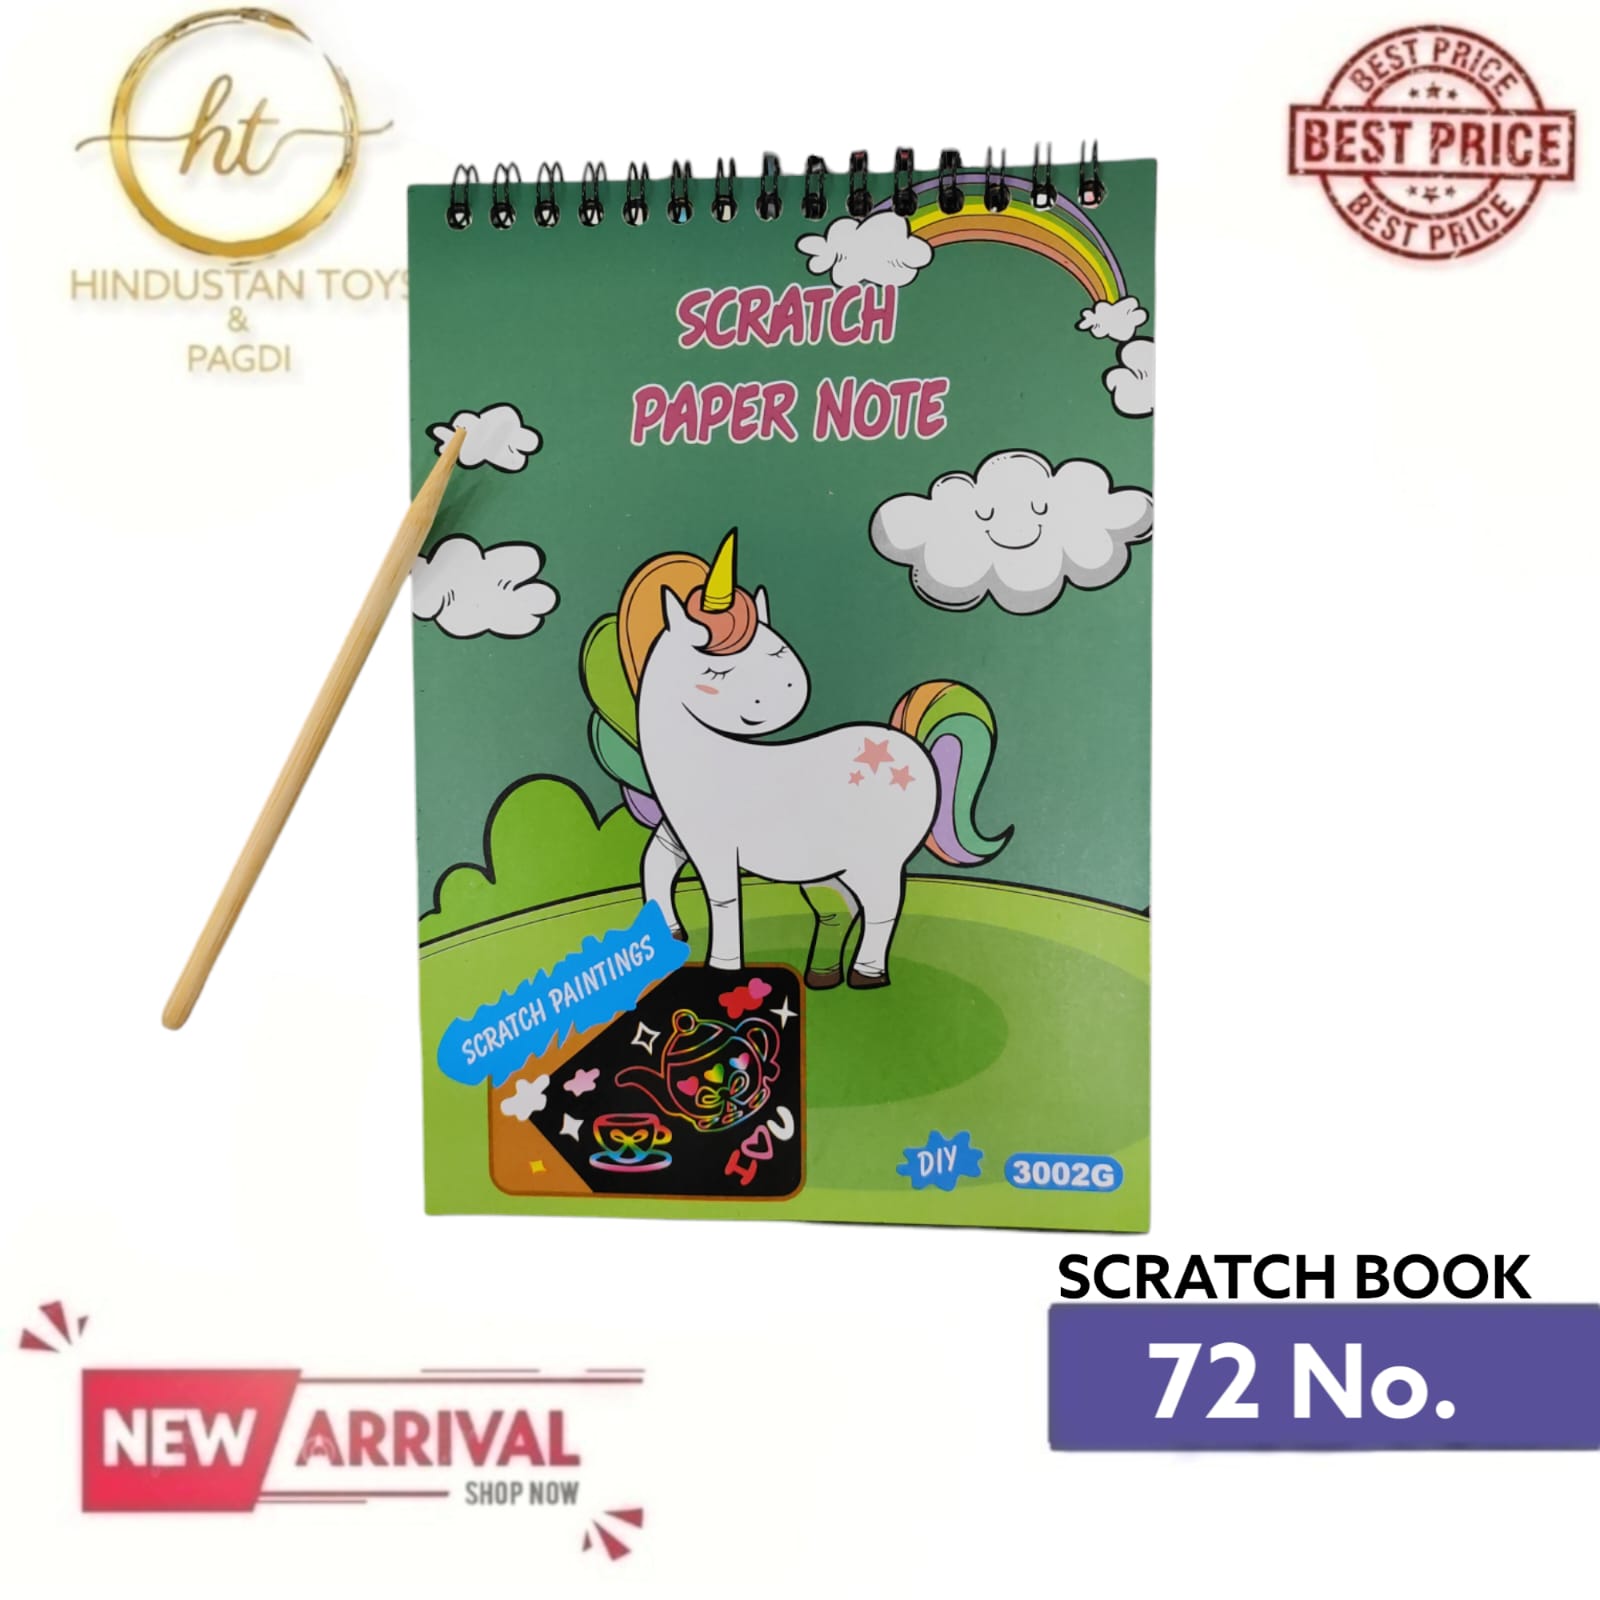 ht
HINDUSTAN TOYS
&
PAGDI
BEST PRICE
BEST PRICE
BEST PRICE
SCRATCH
PAPER NOTE
SCRATCH PAINTINGS
I U
DIY
3002G
SCRATCH BOOK
72 No.
NEW ARRIVAL
SHOP NOW